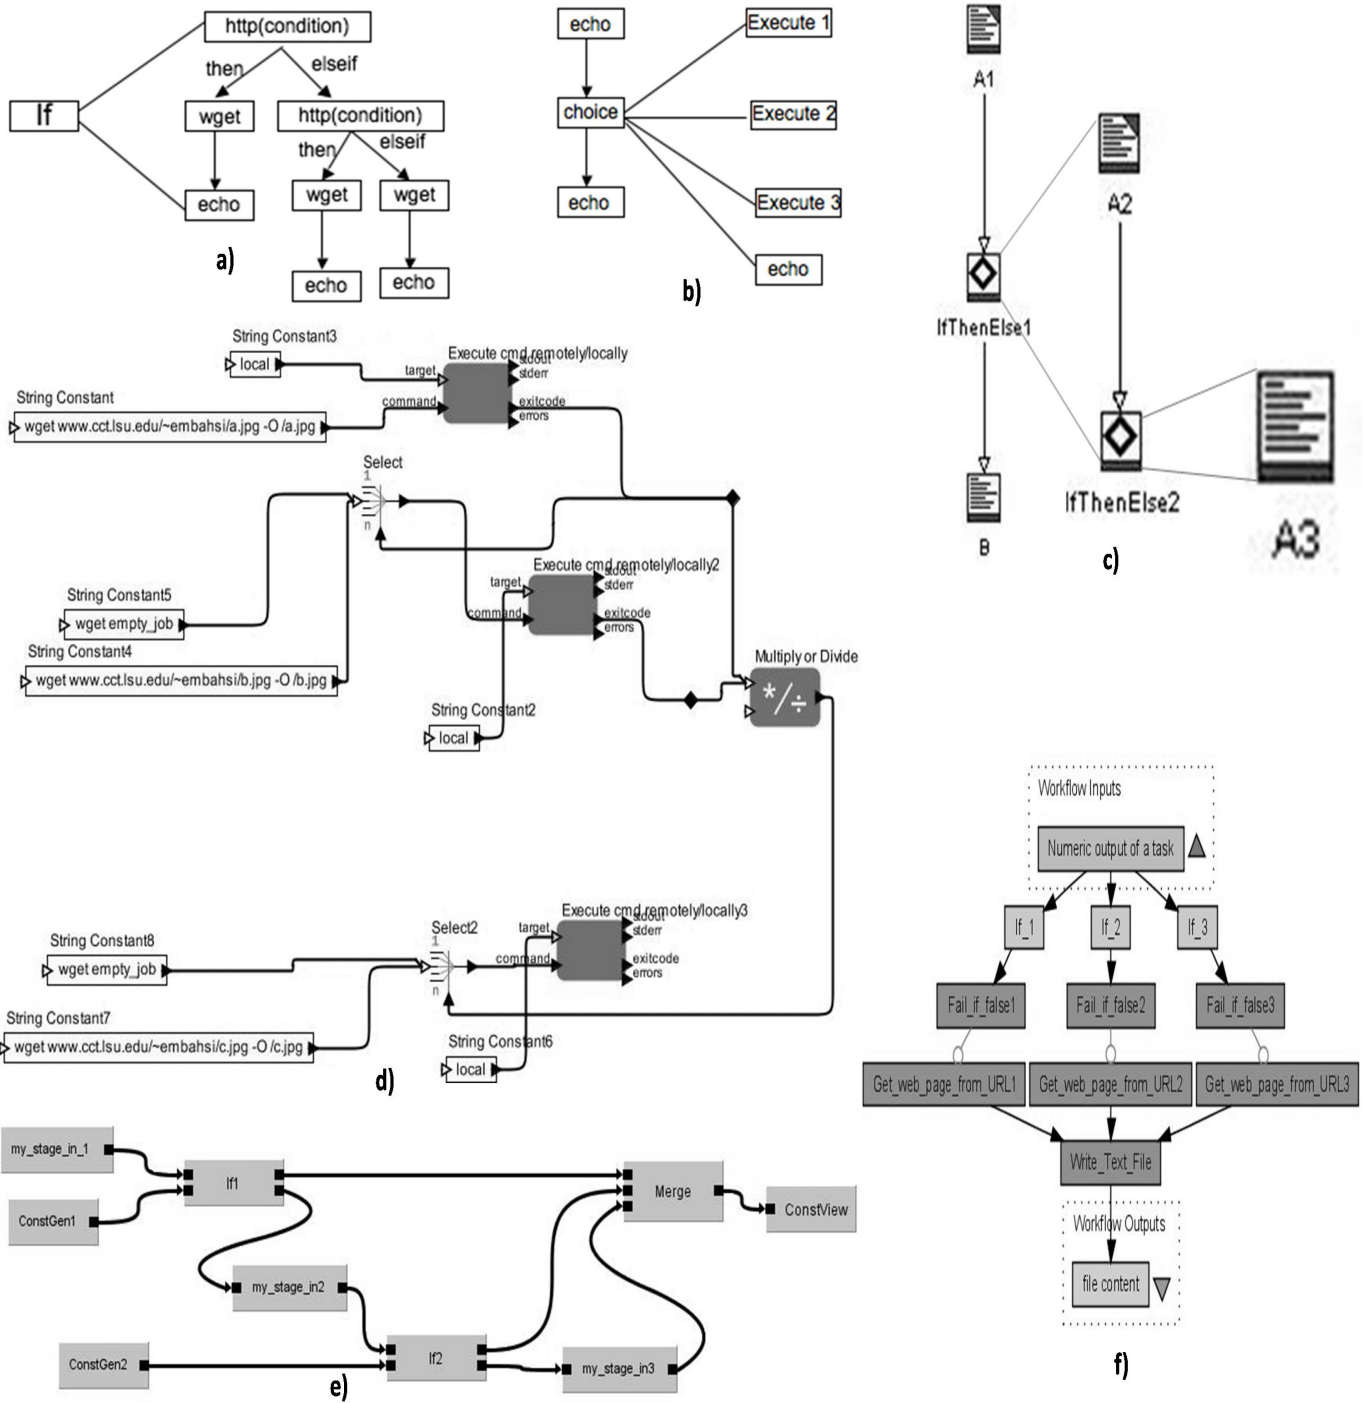 http(condition)
then
elseif
If
wget
http(condition)
then
elseif
echo
wget
wget
echo
echo
a)
echo
Execute 1
choice
Execute 2
echo
Execute 3
echo
b)
A1
A2
IfThenElse1
IfThenElse2
B
A3
c)
String Constant3
local
Execute cmd remotely/locally
target
stdout
stderr
String Constant
command
exitcode
errors
wget www.cct.lsu.edu/~embahsi/a.jpg -O /a.jpg
Select
1
n
Execute cmd remotely/locally2
target
stdout
stderr
String Constant5
command
exitcode
errors
wget empty_job
String Constant4
wget www.cct.lsu.edu/~embahsi/b.jpg -O /b.jpg
Multiply or Divide
*/÷
String Constant2
local
Execute cmd remotely/locally3
target
stdout
stderr
Select2
1
n
String Constant8
command
exitcode
errors
wget empty_job
String Constant7
wget www.cct.lsu.edu/~embahsi/c.jpg -O /c.jpg
String Constant6
local
d)
my_stage_in_1
If1
Merge
ConstGen1
ConstView
my_stage_in2
ConstGen2
If2
my_stage_in3
e)
Workflow Inputs
Numeric output of a task
If_1
If_2
If_3
Fail_if_false1
Fail_if_false2
Fail_if_false3
Get_web_page_from_URL1
Get_web_page_from_URL2
Get_web_page_from_URL3
Write_Text_File
Workflow Outputs
file content
f)